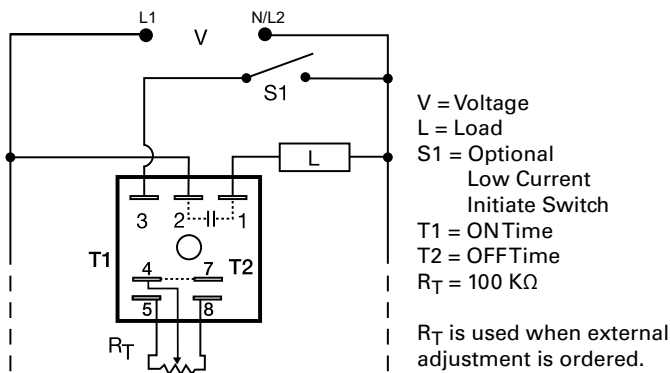 L1 V N/L2
S1
L
3 2 1
T1 4 7 T2
5 8
RT
V = Voltage
L = Load
S1 = Optional
Low Current
Initiate Switch
T1 = ON Time
T2 = OFF Time
RT = 100 KΩ
RT is used when external
adjustment is ordered.